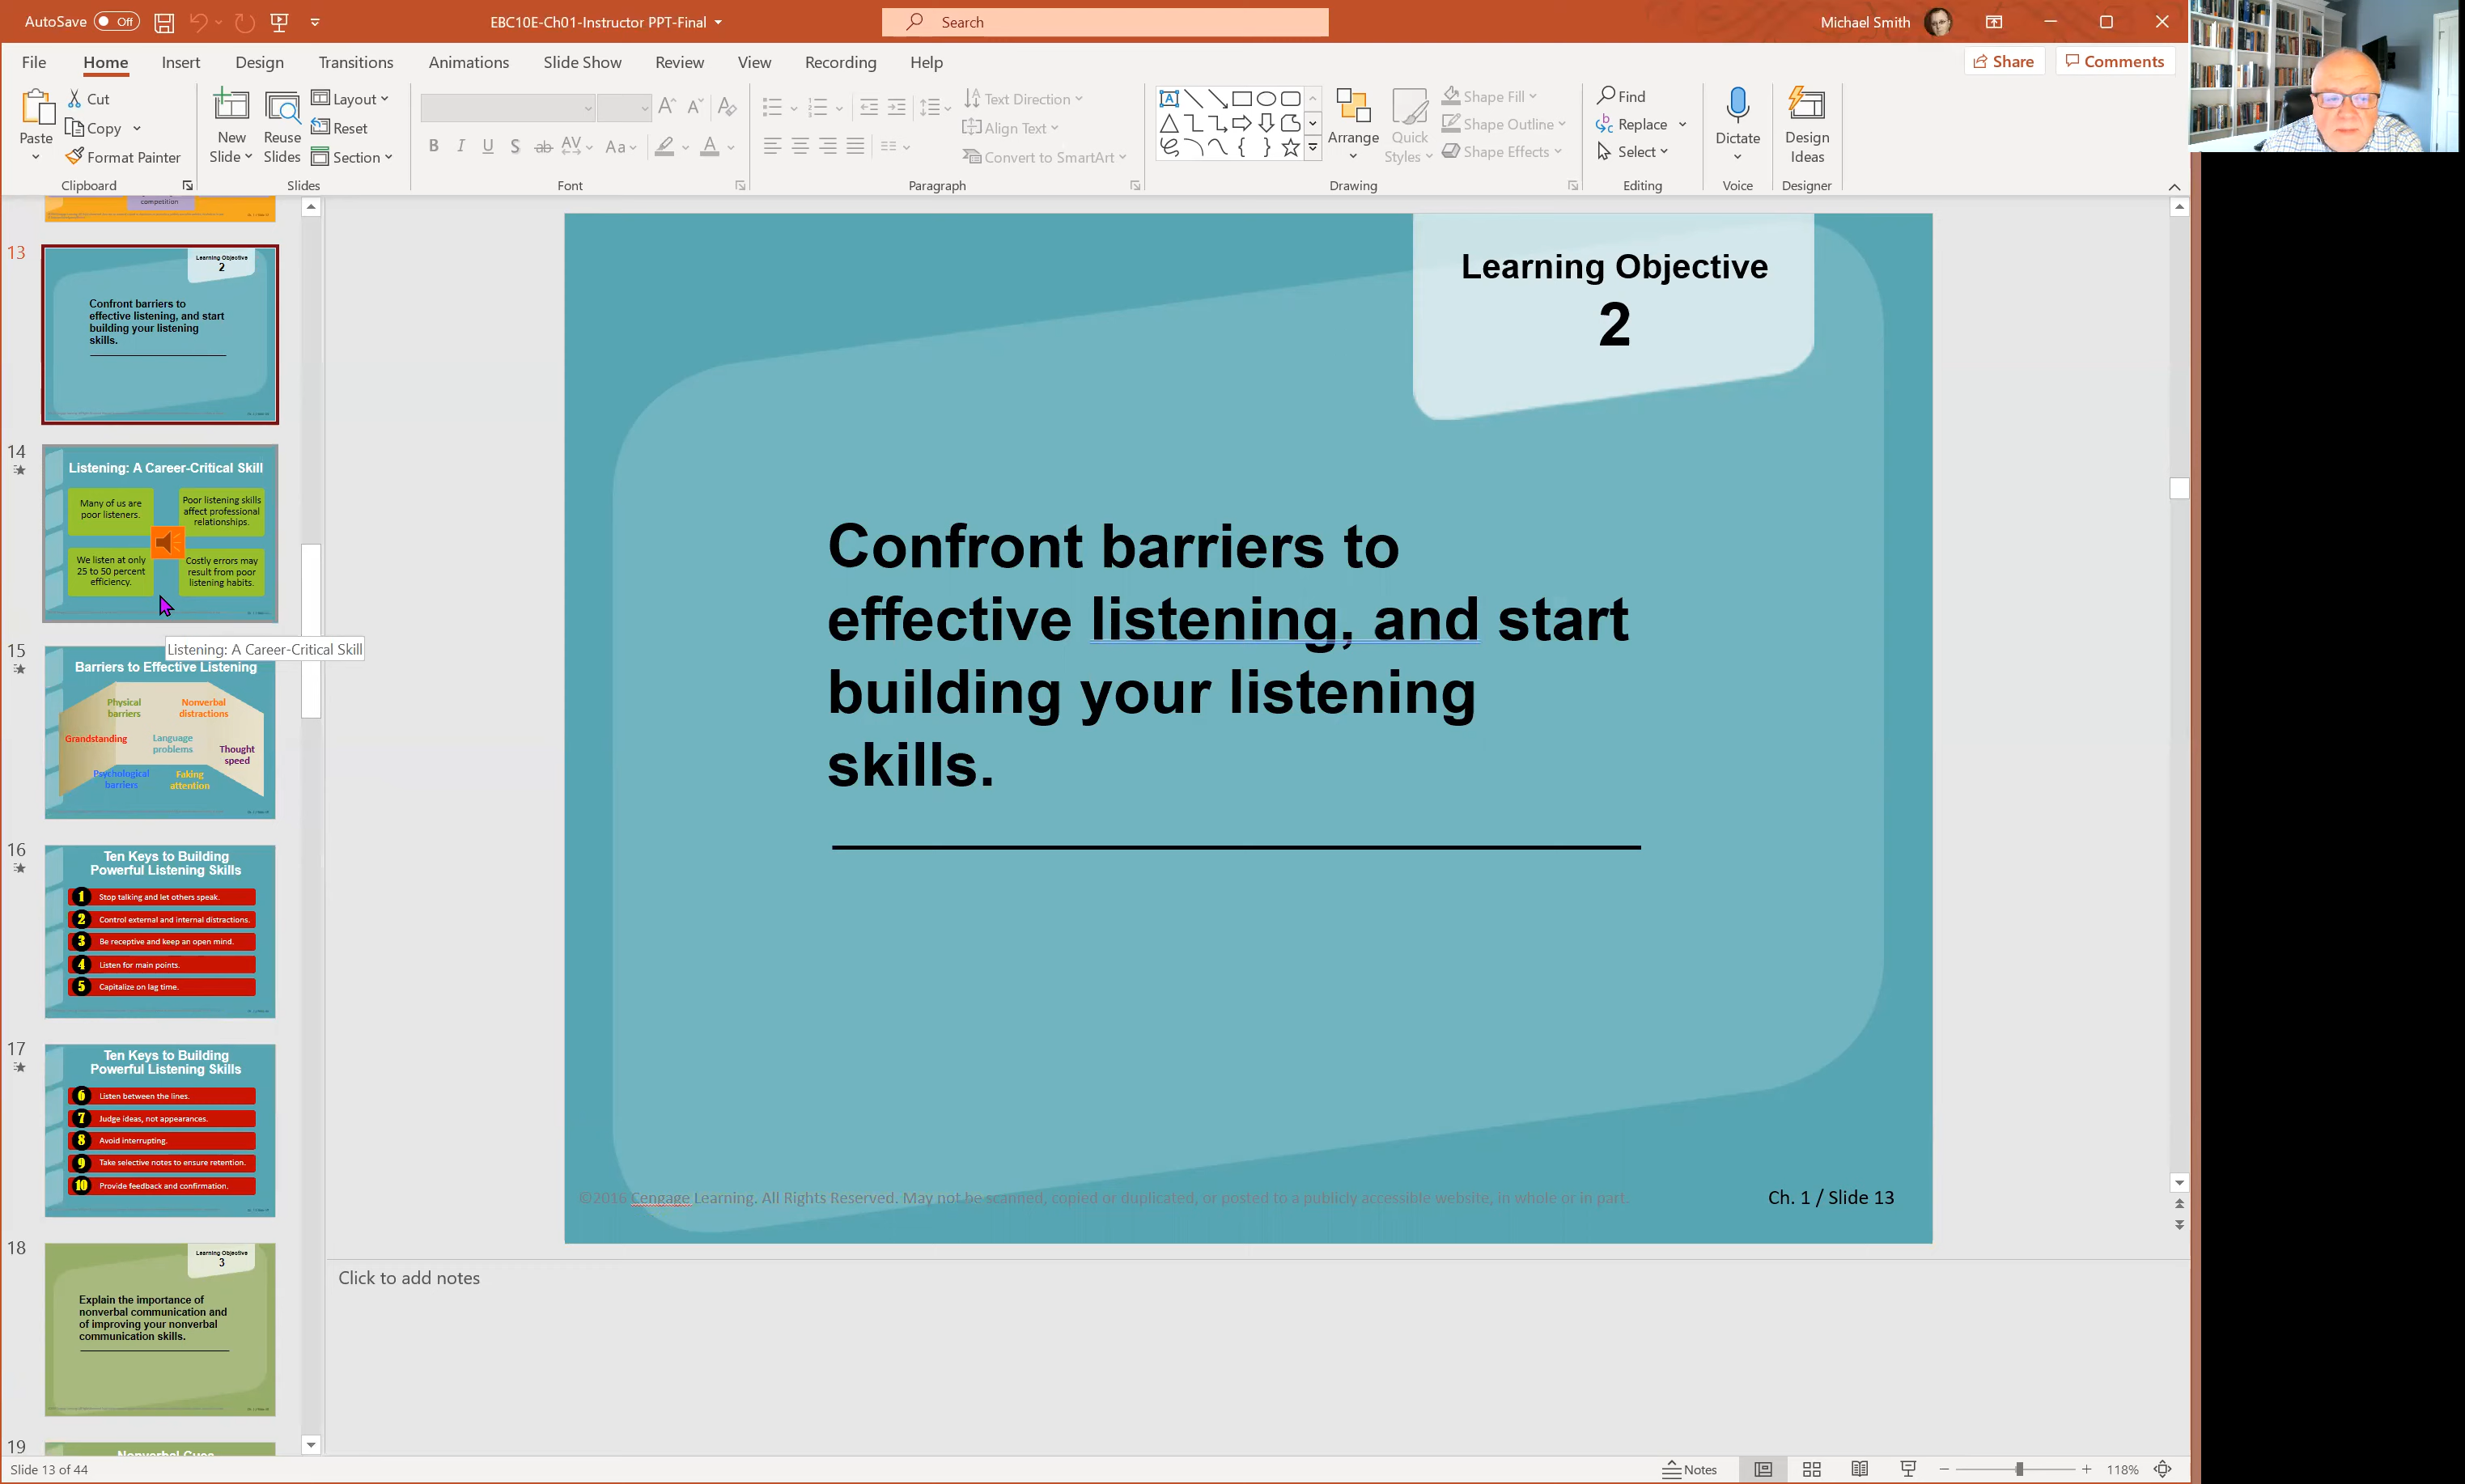 AutoSave Off
EBC10E-Ch01-Instructor PPT-Final
Search
Michael Smith
File Home Insert Design Transitions Animations Slide Show Review View Recording Help
Share Comments
Paste
Cut
Copy
Format Painter
Clipboard
New Slide
Reuse Slides
Layout
Reset
Section
Slides
B I U S ab AV Aa A
Font
Text Direction
Align Text
Convert to SmartArt
Paragraph
Arrange
Quick Styles
Shape Fill
Shape Outline
Shape Effects
Drawing
Find
Replace
Select
Editing
Dictate
Voice
Design Ideas
Designer
composition
13
Learning Objective
2
Confront barriers to
effective listening, and start
building your listening
skills.
14
Listening: A Career-Critical Skill
Many of us are
poor listeners.
Poor listening skills
affect professional
relationships.
We listen at only
25 to 50 percent
efficiency.
Costly errors may
result from poor
listening habits.
Listening: A Career-Critical Skill
15
Barriers to Effective Listening
Physical
barriers
Nonverbal
distractions
Grandstanding
Language
problems
Thought
speed
Psychological
barriers
Faking
attention
16
Ten Keys to Building
Powerful Listening Skills
1 Stop talking and let others speak.
2 Control external and internal distractions.
3 Be receptive and keep an open mind.
4 Listen for main points.
5 Capitalize on lag time.
17
Ten Keys to Building
Powerful Listening Skills
6 Listen between the lines.
7 Judge ideas, not appearances.
8 Avoid interrupting.
9 Take selective notes to ensure retention.
10 Provide feedback and confirmation.
18
Learning Objective
3
Explain the importance of
nonverbal communication and
of improving your nonverbal
communication skills.
19
Nonverbal Cues
Learning Objective
2
Confront barriers to
effective listening, and start
building your listening
skills.
©2016 Cengage Learning. All Rights Reserved. May not be scanned, copied or duplicated, or posted to a publicly accessible website, in whole or in part.
Ch. 1 / Slide 13
Click to add notes
Slide 13 of 44
Notes
118%